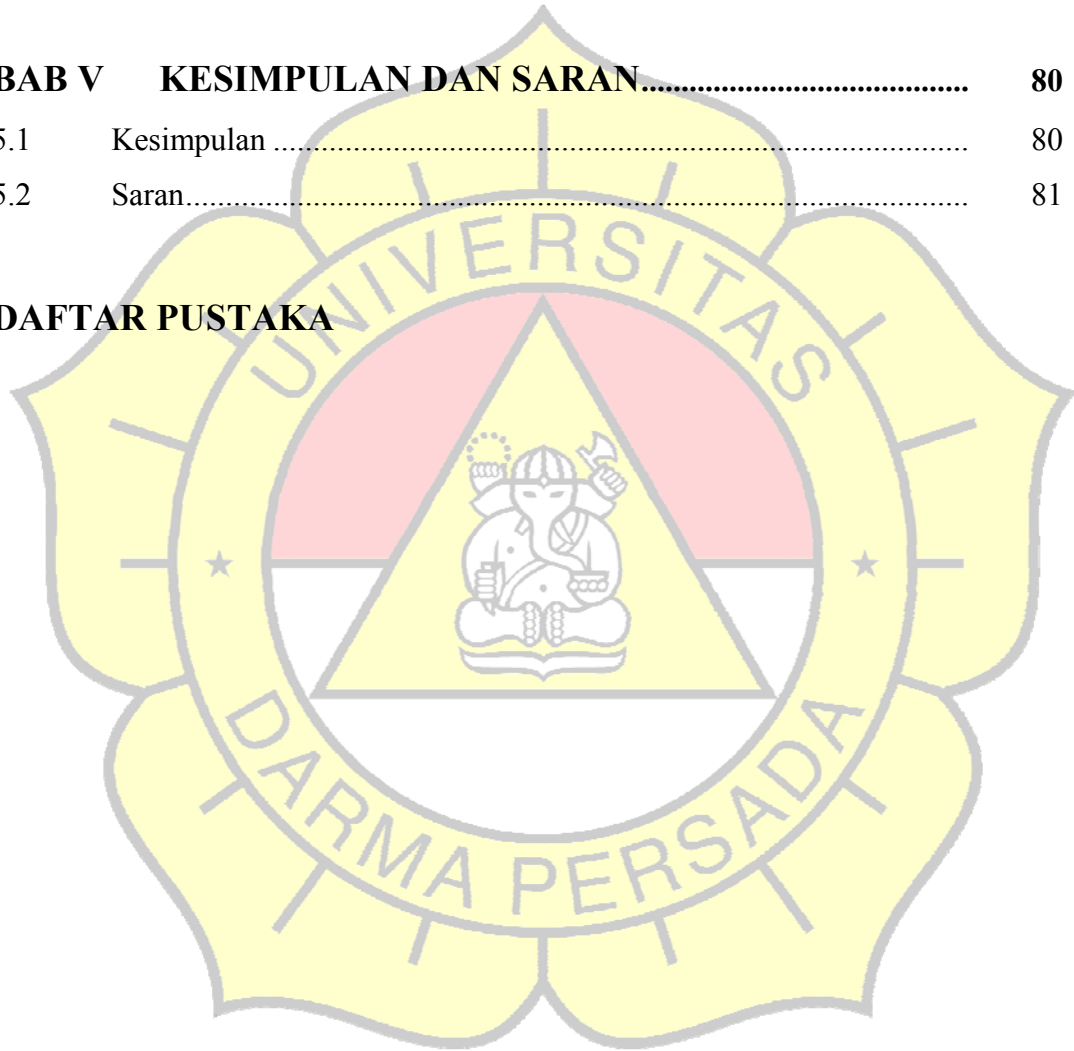 BAB V KESIMPULAN DAN SARAN.......................................... 80
5.1 Kesimpulan ....................................................................................... 80
5.2 Saran.................................................................................................. 81
DAFTAR PUSTAKA
UNIVERSITAS
DARMA PERSADA